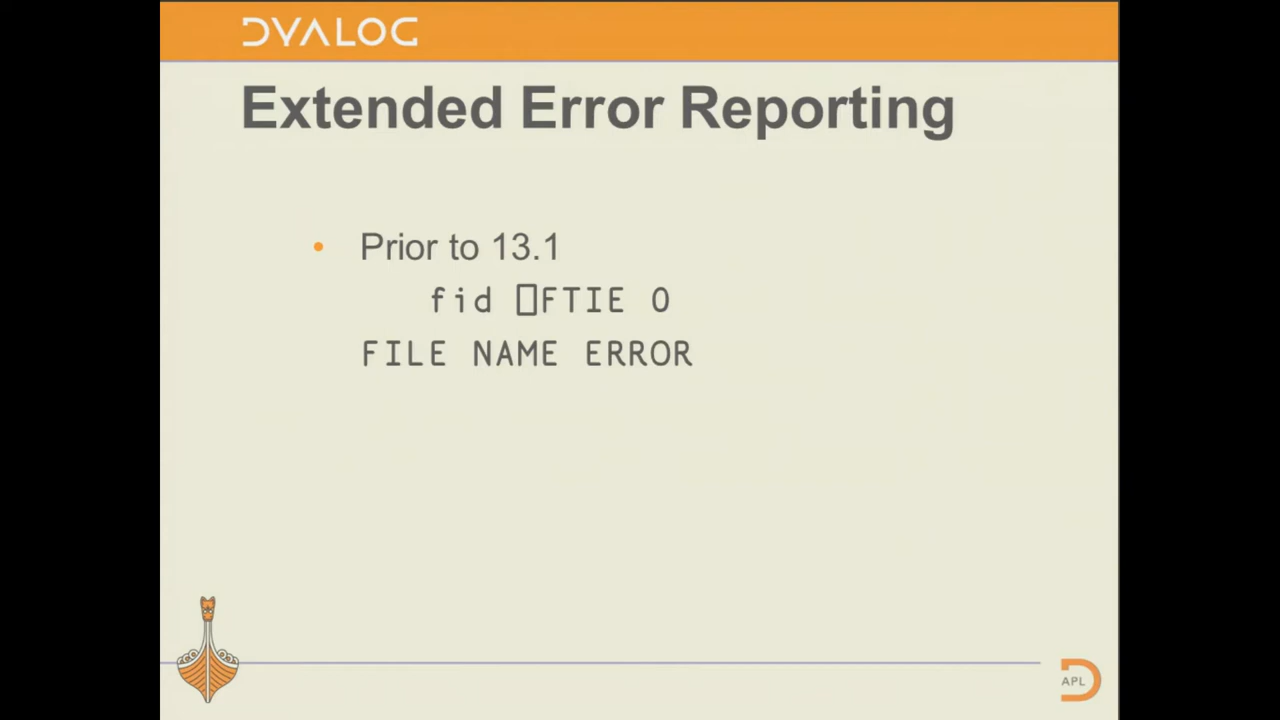 DYALOG
Extended Error Reporting
• Prior to 13.1
fid ⎕FTIE 0
FILE NAME ERROR
APL